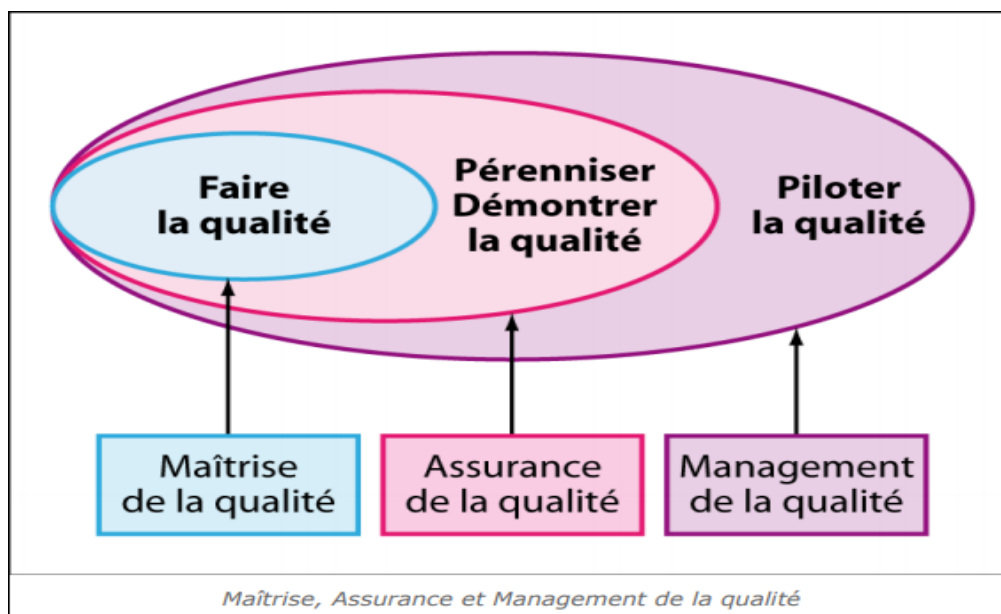 Faire
la qualité
Pérenniser
Démontrer
la qualité
Piloter
la qualité
Maîtrise
de la qualité
Assurance
de la qualité
Management
de la qualité
Maîtrise, Assurance et Management de la qualité